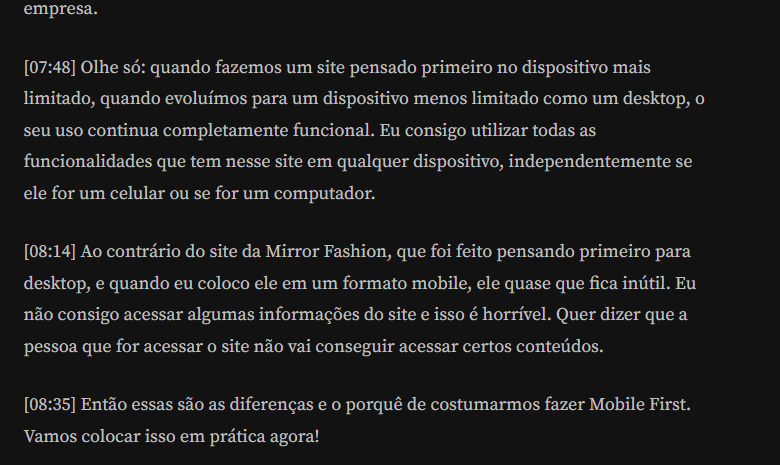 empresa.
[07:48] Olhe só: quando fazemos um site pensado primeiro no dispositivo mais
limitado, quando evoluímos para um dispositivo menos limitado como um desktop, o
seu uso continua completamente funcional. Eu consigo utilizar todas as
funcionalidades que tem nesse site em qualquer dispositivo, independentemente se
ele for um celular ou se for um computador.
[08:14] Ao contrário do site da Mirror Fashion, que foi feito pensando primeiro para
desktop, e quando eu coloco ele em um formato mobile, ele quase que fica inútil. Eu
não consigo acessar algumas informações do site e isso é horrível. Quer dizer que a
pessoa que for acessar o site não vai conseguir acessar certos conteúdos.
[08:35] Então essas são as diferenças e o porquê de costumarmos fazer Mobile First.
Vamos colocar isso em prática agora!